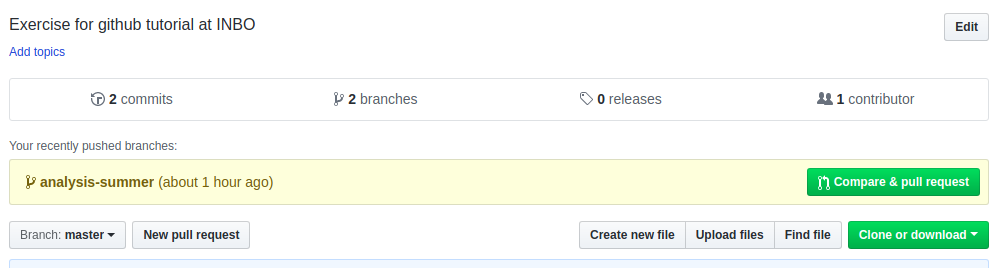 Exercise for github tutorial at INBO
Edit
Add topics
2 commits
2 branches
0 releases
1 contributor
Your recently pushed branches:
analysis-summer (about 1 hour ago)
Compare & pull request
Branch: master
New pull request
Create new file
Upload files
Find file
Clone or download